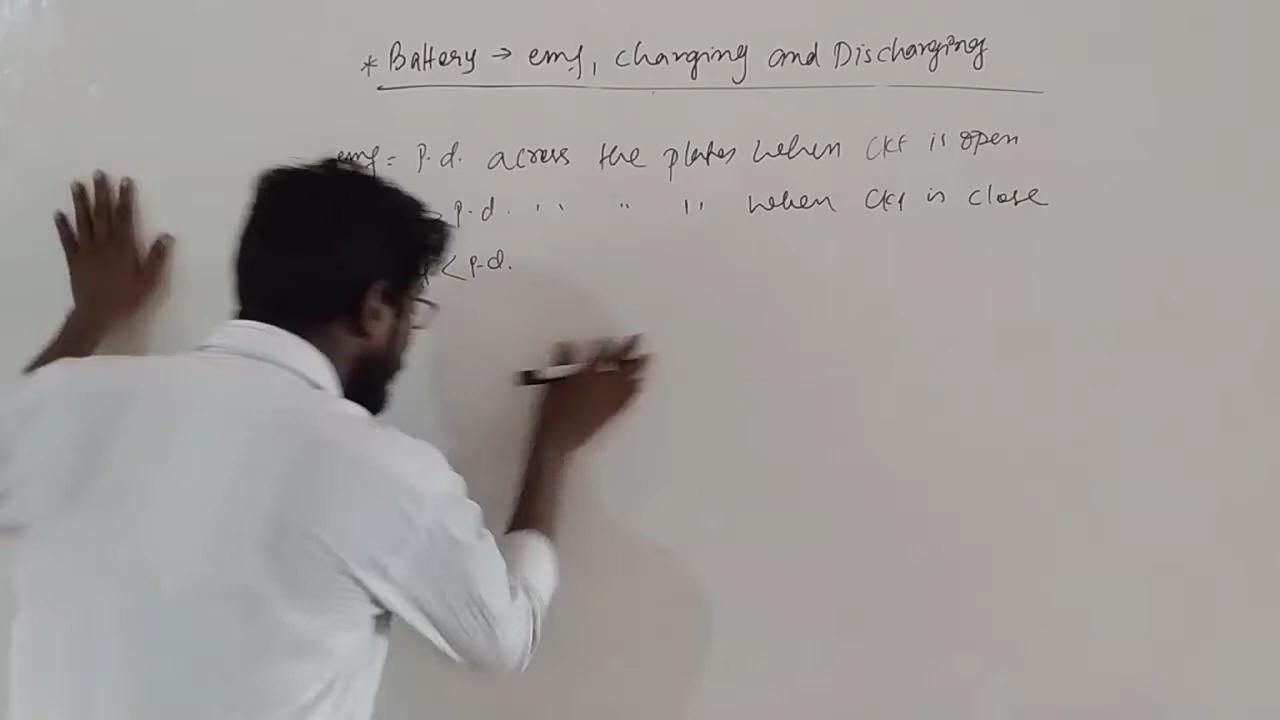 * Battery → emf, charging and Discharging
emf = P.d. across the plates when ckt is open
> P.d. " " " when ckt is close
< P.d.